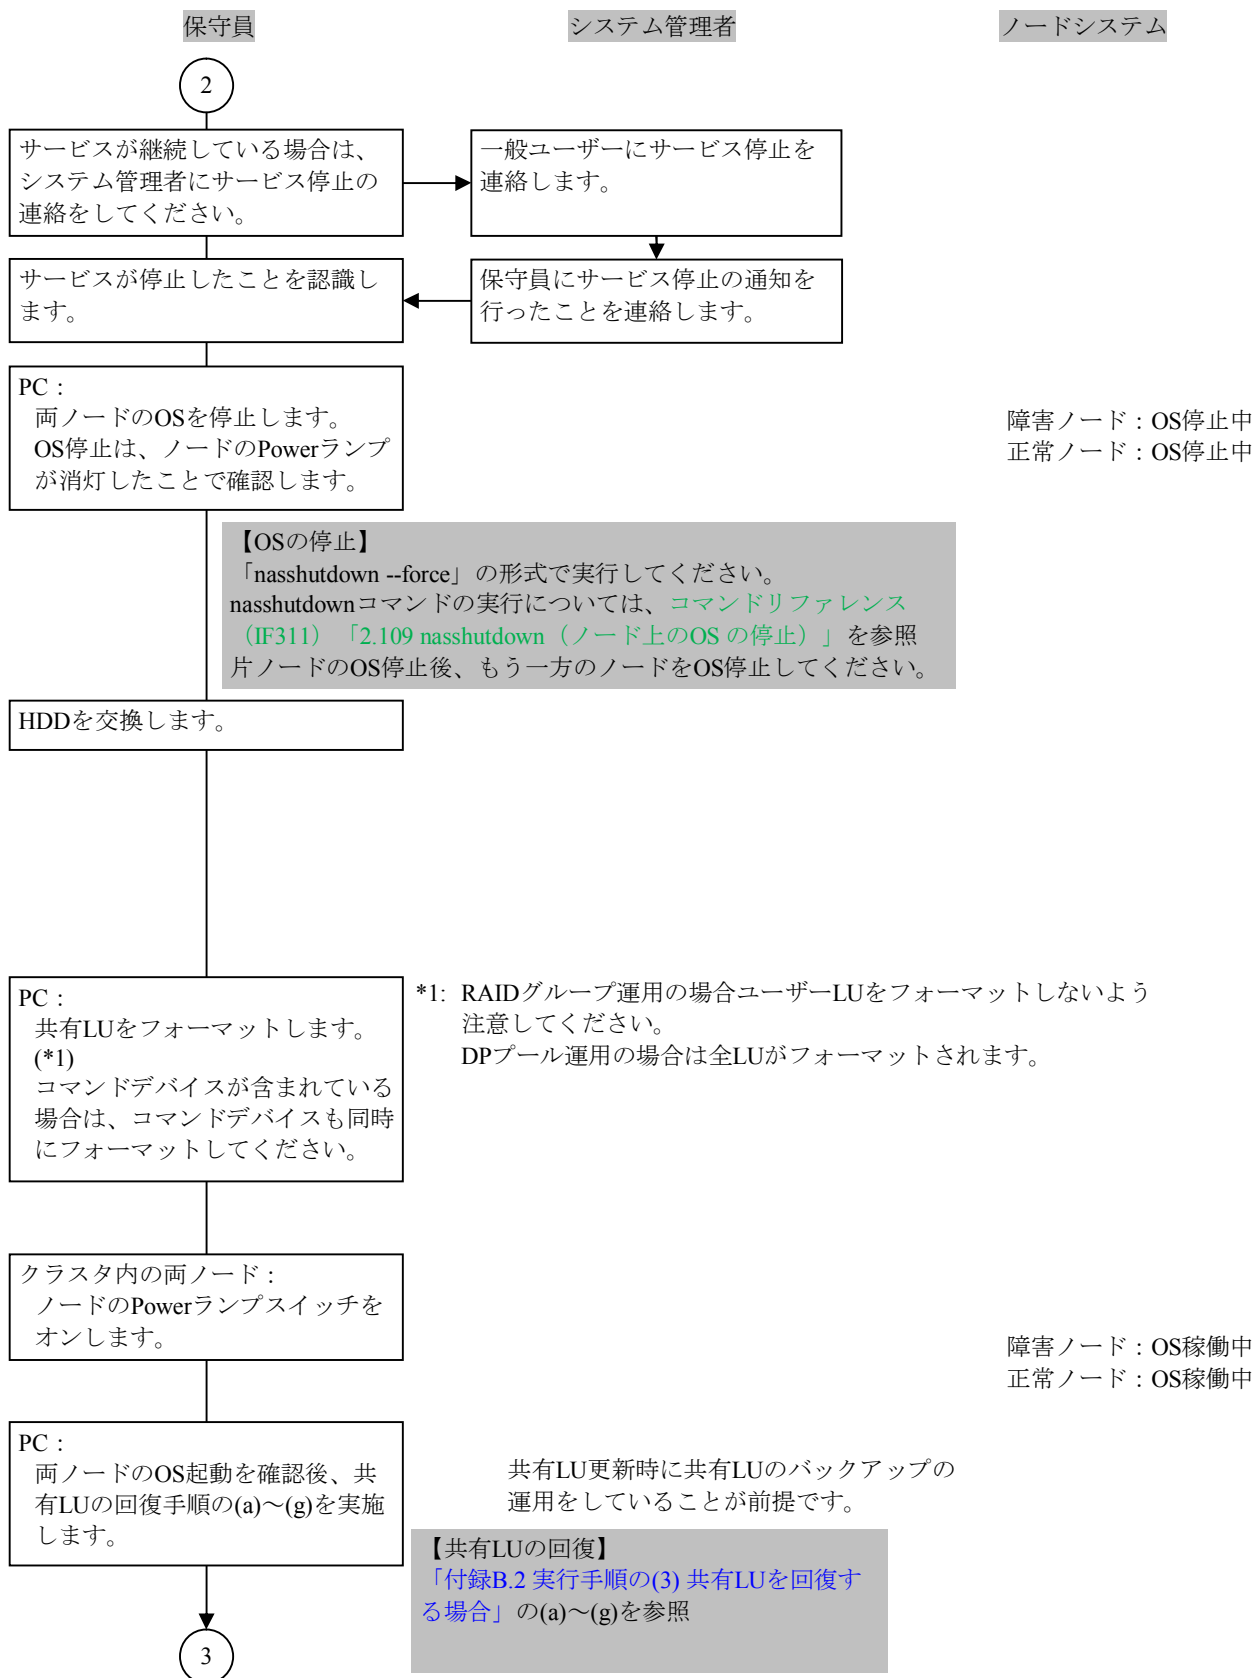 保守員
システム管理者
ノードシステム
2
サービスが継続している場合は、
システム管理者にサービス停止の
連絡をしてください。
一般ユーザーにサービス停止を
連絡します。
サービスが停止したことを認識し
ます。
保守員にサービス停止の通知を
行ったことを連絡します。
PC：
両ノードのOSを停止します。
OS停止は、ノードのPowerランプ
が消灯したことで確認します。
障害ノード：OS停止中
正常ノード：OS停止中
【OSの停止】
「nasshutdown --force」の形式で実行してください。
nasshutdownコマンドの実行については、コマンドリファレンス
（IF311）「2.109 nasshutdown（ノード上のOS の停止）」を参照
片ノードのOS停止後、もう一方のノードをOS停止してください。
HDDを交換します。
PC：
共有LUをフォーマットします。
(*1)
コマンドデバイスが含まれている
場合は、コマンドデバイスも同時
にフォーマットしてください。
*1: RAIDグループ運用の場合ユーザーLUをフォーマットしないよう
注意してください。
DPプール運用の場合は全LUがフォーマットされます。
クラスタ内の両ノード：
ノードのPowerランプスイッチを
オンします。
障害ノード：OS稼働中
正常ノード：OS稼働中
PC：
両ノードのOS起動を確認後、共
有LUの回復手順の(a)～(g)を実施
します。
共有LU更新時に共有LUのバックアップの
運用をしていることが前提です。
【共有LUの回復】
「付録B.2 実行手順の(3) 共有LUを回復す
る場合」の(a)～(g)を参照
3